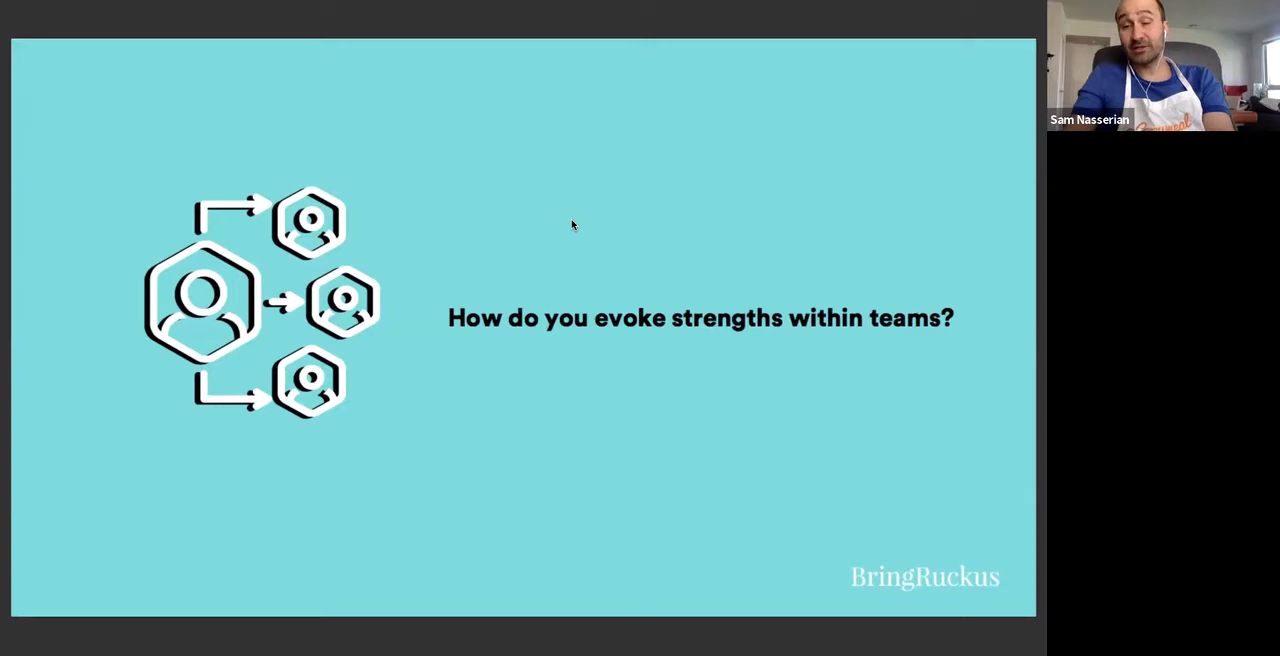 How do you evoke strengths within teams?
BringRuckus
Sam Nasserian